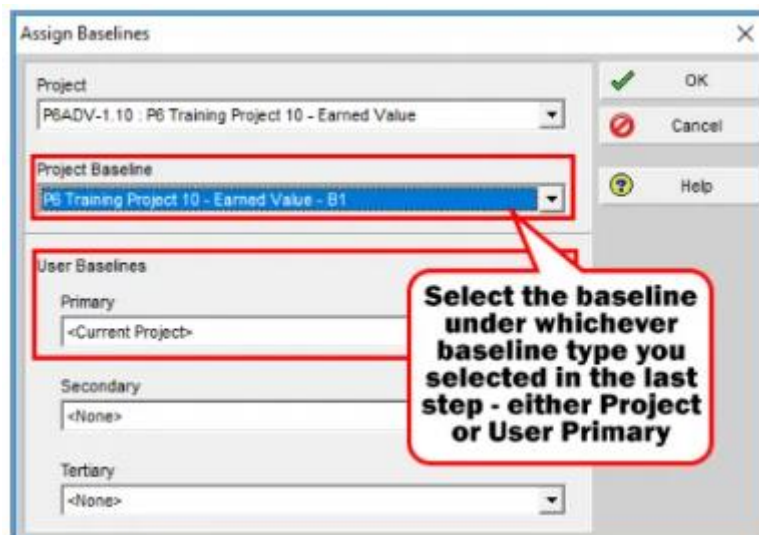 Assign Baselines
Project
OK
P6ADV-1.10 : P6 Training Project 10 - Earned Value
Cancel
Project Baseline
P6 Training Project 10 - Earned Value - B1
Help
User Baselines
Primary
<Current Project>
Secondary
<None>
Tertiary
<None>
Select the baseline
under whichever
baseline type you
selected in the last
step - either Project
or User Primary